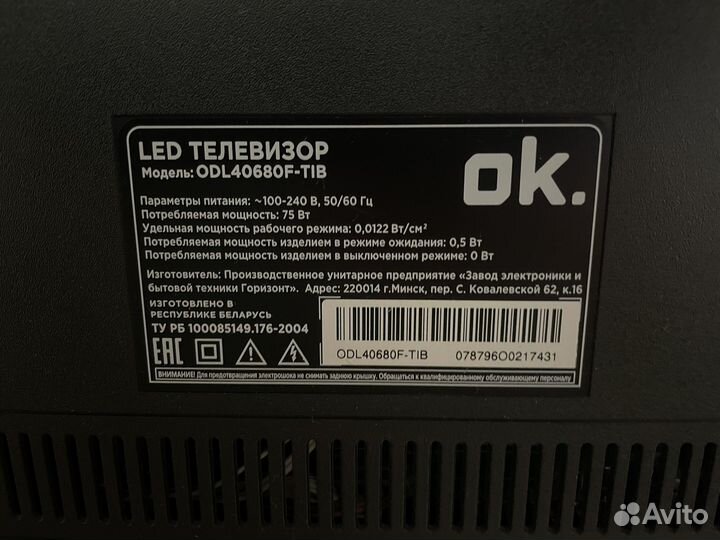 LED ТЕЛЕВИЗОР
Модель: ODL40680F-TIB
ok.
Параметры питания: ~100-240 В, 50/60 Гц
Потребляемая мощность: 75 Вт
Удельная мощность рабочего режима: 0,0122 Вт/см²
Потребляемая мощность изделием в режиме ожидания: 0,5 Вт
Потребляемая мощность изделием в выключенном режиме: 0 Вт
Изготовитель: Производственное унитарное предприятие «Завод электроники и
бытовой техники Горизонт». Адрес: 220014 г.Минск, пер. С. Ковалевской 62, к.16
ИЗГОТОВЛЕНО В
РЕСПУБЛИКЕ БЕЛАРУСЬ
ТУ РБ 100085149.176-2004
EAC
ODL40680F-TIB 078796O0217431
ВНИМАНИЕ! Для предотвращения электрошока не снимать заднюю крышку. Обращаться к квалифицированному обслуживающему персоналу
Avito